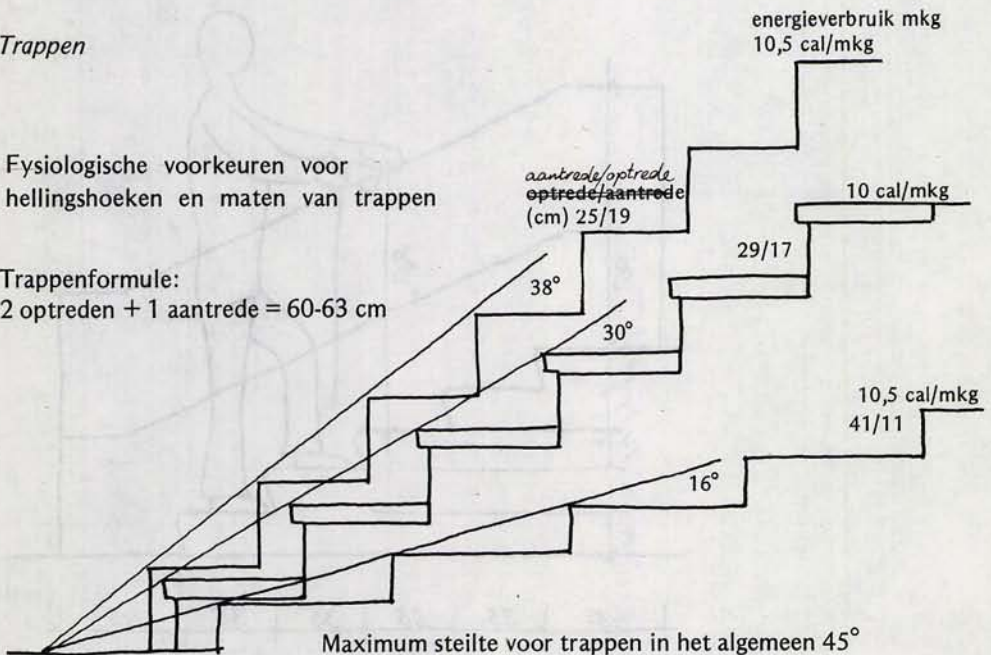 Trappen
energieverbruik mkg
10,5 cal/mkg
Fysiologische voorkeuren voor
hellingshoeken en maten van trappen
aantrede/optrede
optrede/aantrede
(cm) 25/19
10 cal/mkg
29/17
Trappenformule:
2 optreden + 1 aantrede = 60-63 cm
38°
30°
10,5 cal/mkg
41/11
16°
Maximum steilte voor trappen in het algemeen 45°